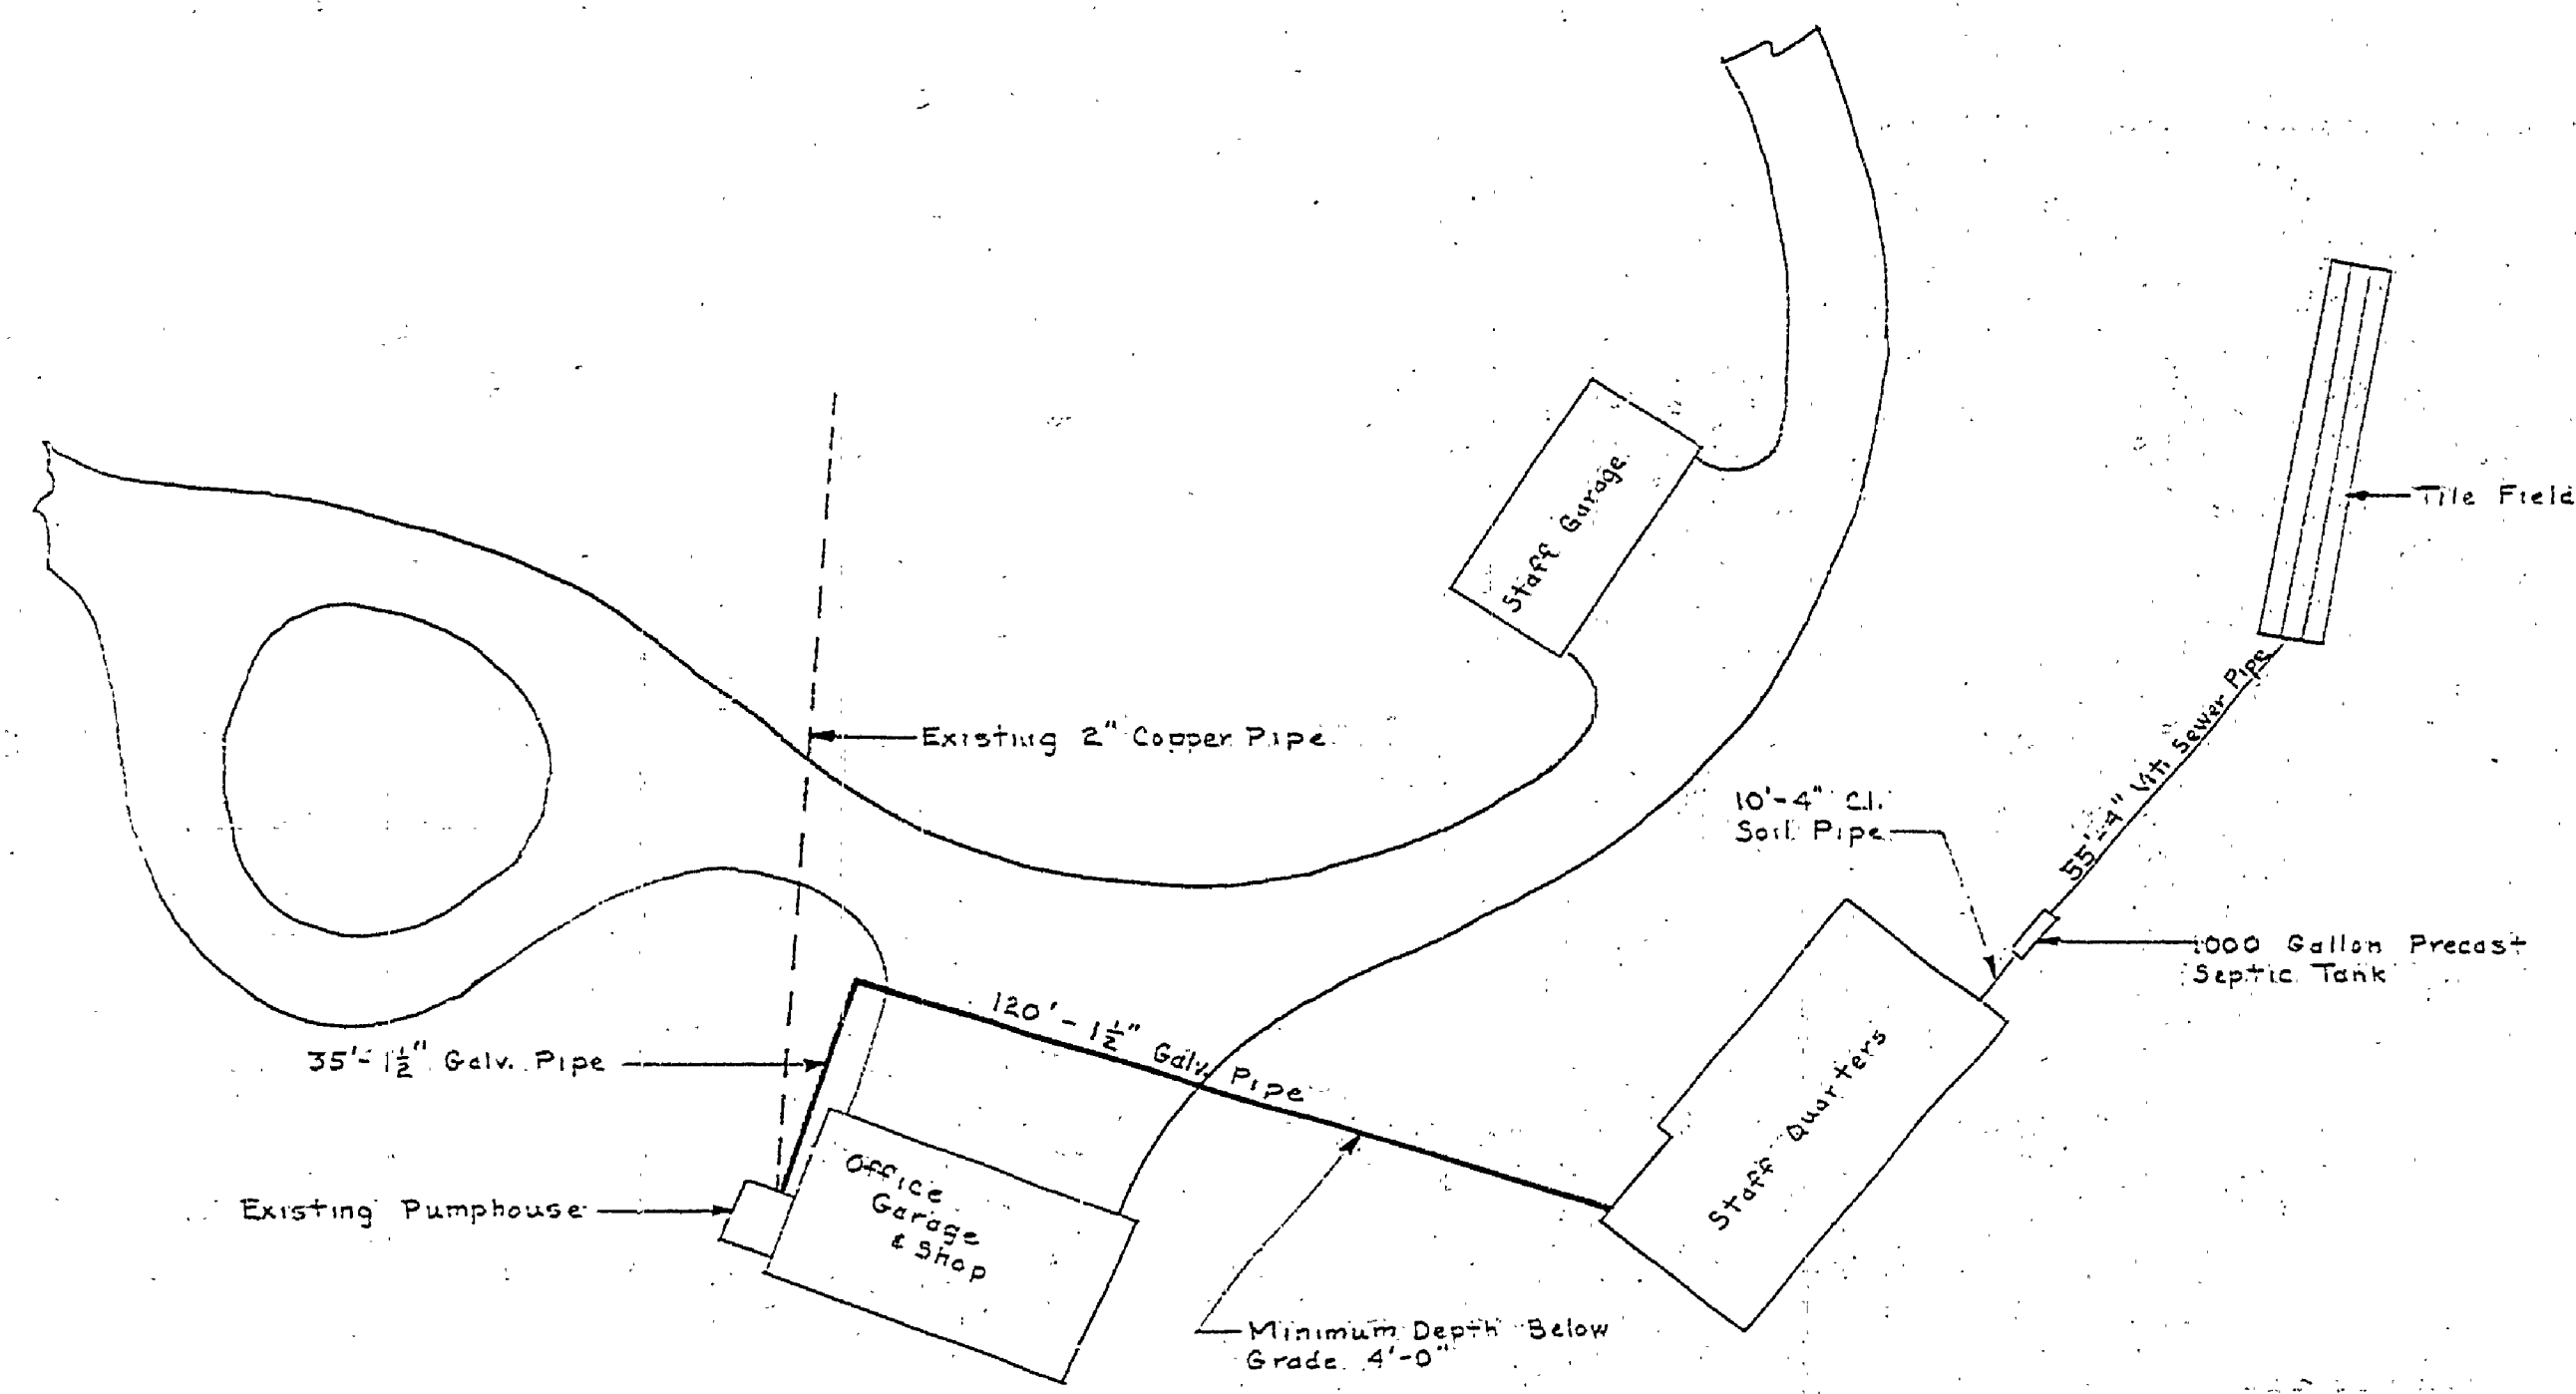 Staff Garage
Tile Field
Existing 2" Copper Pipe
10'-4" C.I.
Soil Pipe
55'-4" Vit. Sewer Pipe
1000 Gallon Precast
Septic Tank
120' - 1½" Galv. Pipe
35'-1½" Galv. Pipe
Staff Quarters
Office
Garage
& Shop
Existing Pumphouse
Minimum Depth Below
Grade 4'-0"